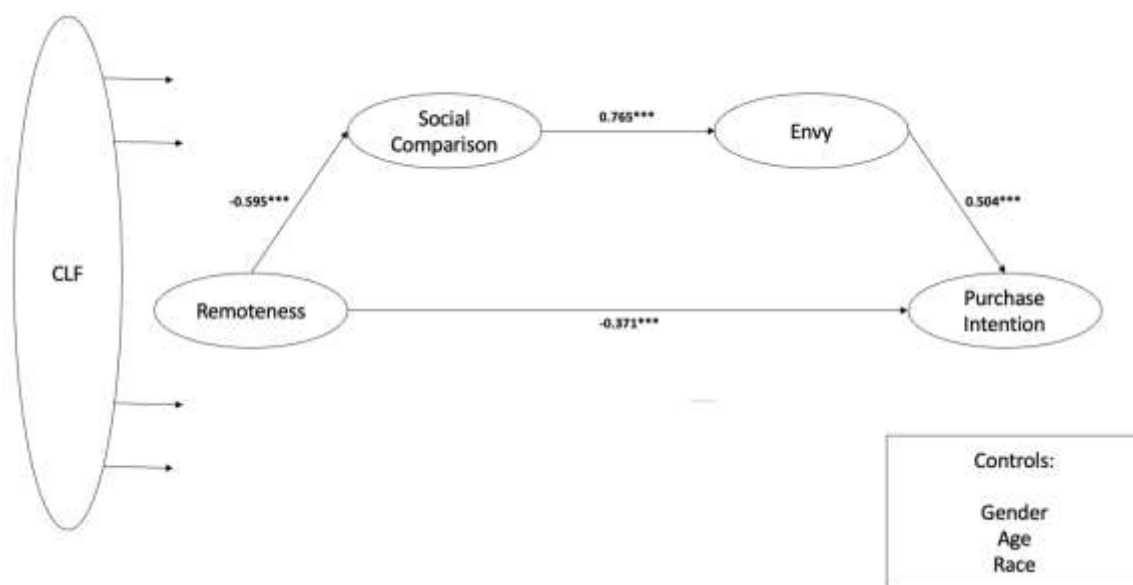 Social
Comparison
0.765***
Envy
-0.595***
0.504***
CLF
Remoteness
-0.371***
Purchase
Intention
Controls:
Gender
Age
Race